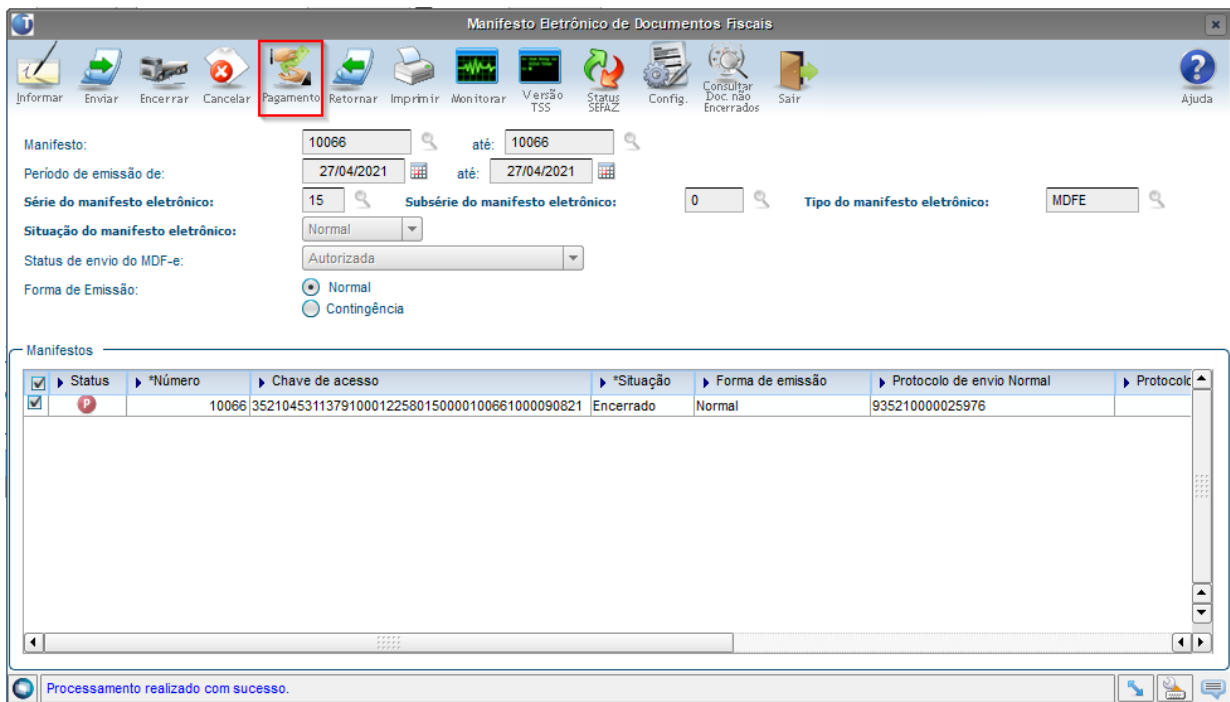 Manifesto Eletrônico de Documentos Fiscais
Informar Enviar Encerrar Cancelar Pagamento Retornar Imprimir Monitorar Versão TSS Status SEFAZ Config. Consultar Doc. não Encerrados Sair Ajuda
Manifesto: 10066 até: 10066
Período de emissão de: 27/04/2021 até: 27/04/2021
Série do manifesto eletrônico: 15 Subsérie do manifesto eletrônico: 0 Tipo do manifesto eletrônico: MDFE
Situação do manifesto eletrônico: Normal
Status de envio do MDF-e: Autorizada
Forma de Emissão: Normal
Contingência
Manifestos
Status *Número Chave de acesso *Situação Forma de emissão Protocolo de envio Normal Protocolo
P 10066 35210453113791000122580150000100661000090821 Encerrado Normal 935210000025976
Processamento realizado com sucesso.